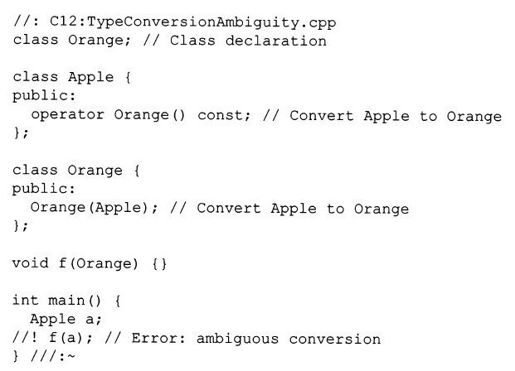 //: C12:TypeConversionAmbiguity.cpp
class Orange; // Class declaration

class Apple {
public:
  operator Orange() const; // Convert Apple to Orange
};

class Orange {
public:
  Orange(Apple); // Convert Apple to Orange
};

void f(Orange) {}

int main() {
  Apple a;
//! f(a); // Error: ambiguous conversion
} ///:~